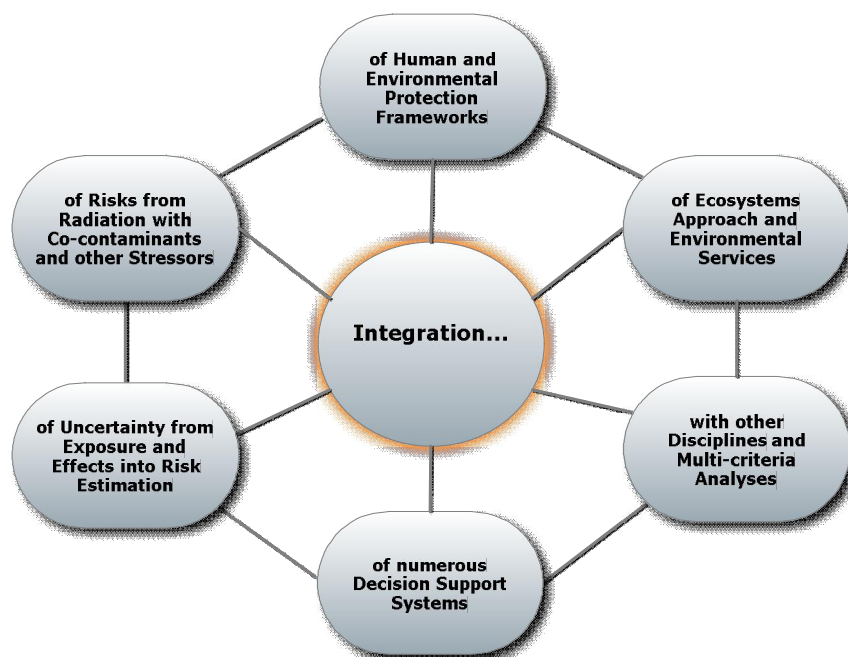 of Human and
Environmental
Protection
Frameworks
of Risks from
Radiation with
Co-contaminants
and other Stressors
of Ecosystems
Approach and
Environmental
Services
Integration...
of Uncertainty from
Exposure and
Effects into Risk
Estimation
with other
Disciplines and
Multi-criteria
Analyses
of numerous
Decision Support
Systems